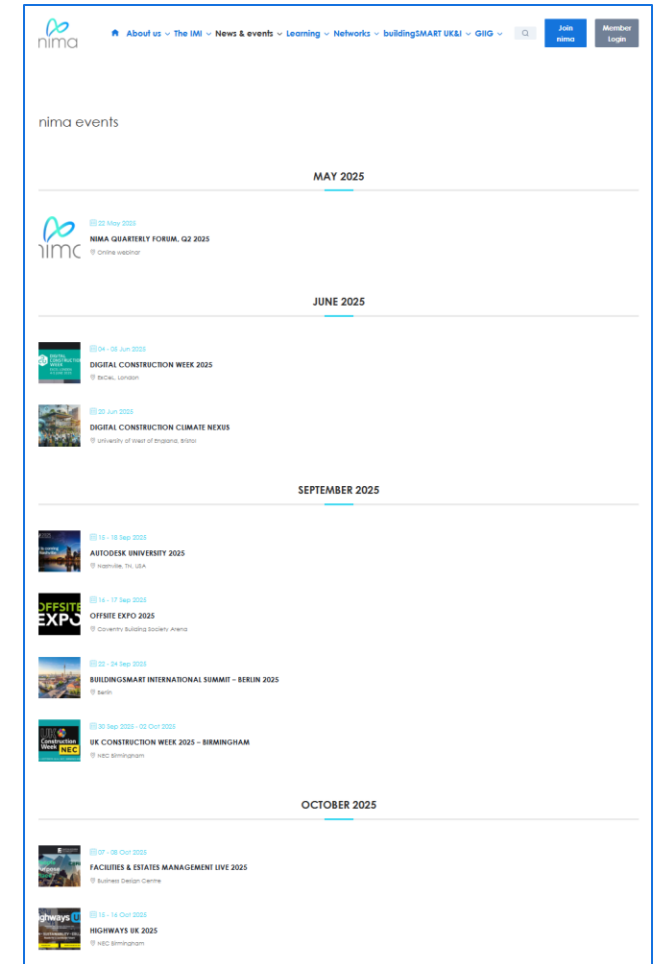 nima
About us
The IMI
News & events
Learning
Networks
buildingSMART UK&I
GIIG
Join nima
Member Login
nima events
MAY 2025
22 May 2025
NIMA QUARTERLY FORUM, Q2 2025
Online webinar
JUNE 2025
04 - 05 Jun 2025
DIGITAL CONSTRUCTION WEEK 2025
ExCeL, London
20 Jun 2025
DIGITAL CONSTRUCTION CLIMATE NEXUS
University of West of England, Bristol
SEPTEMBER 2025
15 - 18 Sep 2025
AUTODESK UNIVERSITY 2025
Nashville, TN, USA
OFFSITE
EXPO
16 - 17 Sep 2025
OFFSITE EXPO 2025
Coventry Building Society Arena
22 - 24 Sep 2025
BUILDINGSMART INTERNATIONAL SUMMIT – BERLIN 2025
Berlin
UK
Construction
Week
NEC
30 Sep 2025 - 02 Oct 2025
UK CONSTRUCTION WEEK 2025 – BIRMINGHAM
NEC Birmingham
OCTOBER 2025
07 - 08 Oct 2025
FACILITIES & ESTATES MANAGEMENT LIVE 2025
Business Design Centre
15 - 16 Oct 2025
HIGHWAYS UK 2025
NEC Birmingham